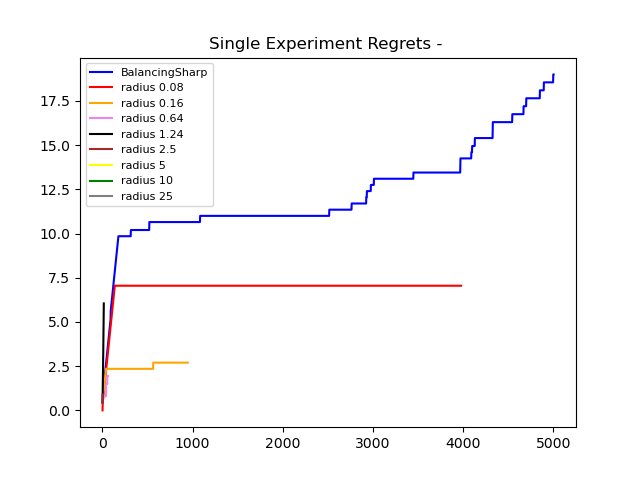 Single Experiment Regrets -
BalancingSharp
radius 0.08
radius 0.16
radius 0.64
radius 1.24
radius 2.5
radius 5
radius 10
radius 25
17.5
15.0
12.5
10.0
7.5
5.0
2.5
0.0
0 1000 2000 3000 4000 5000